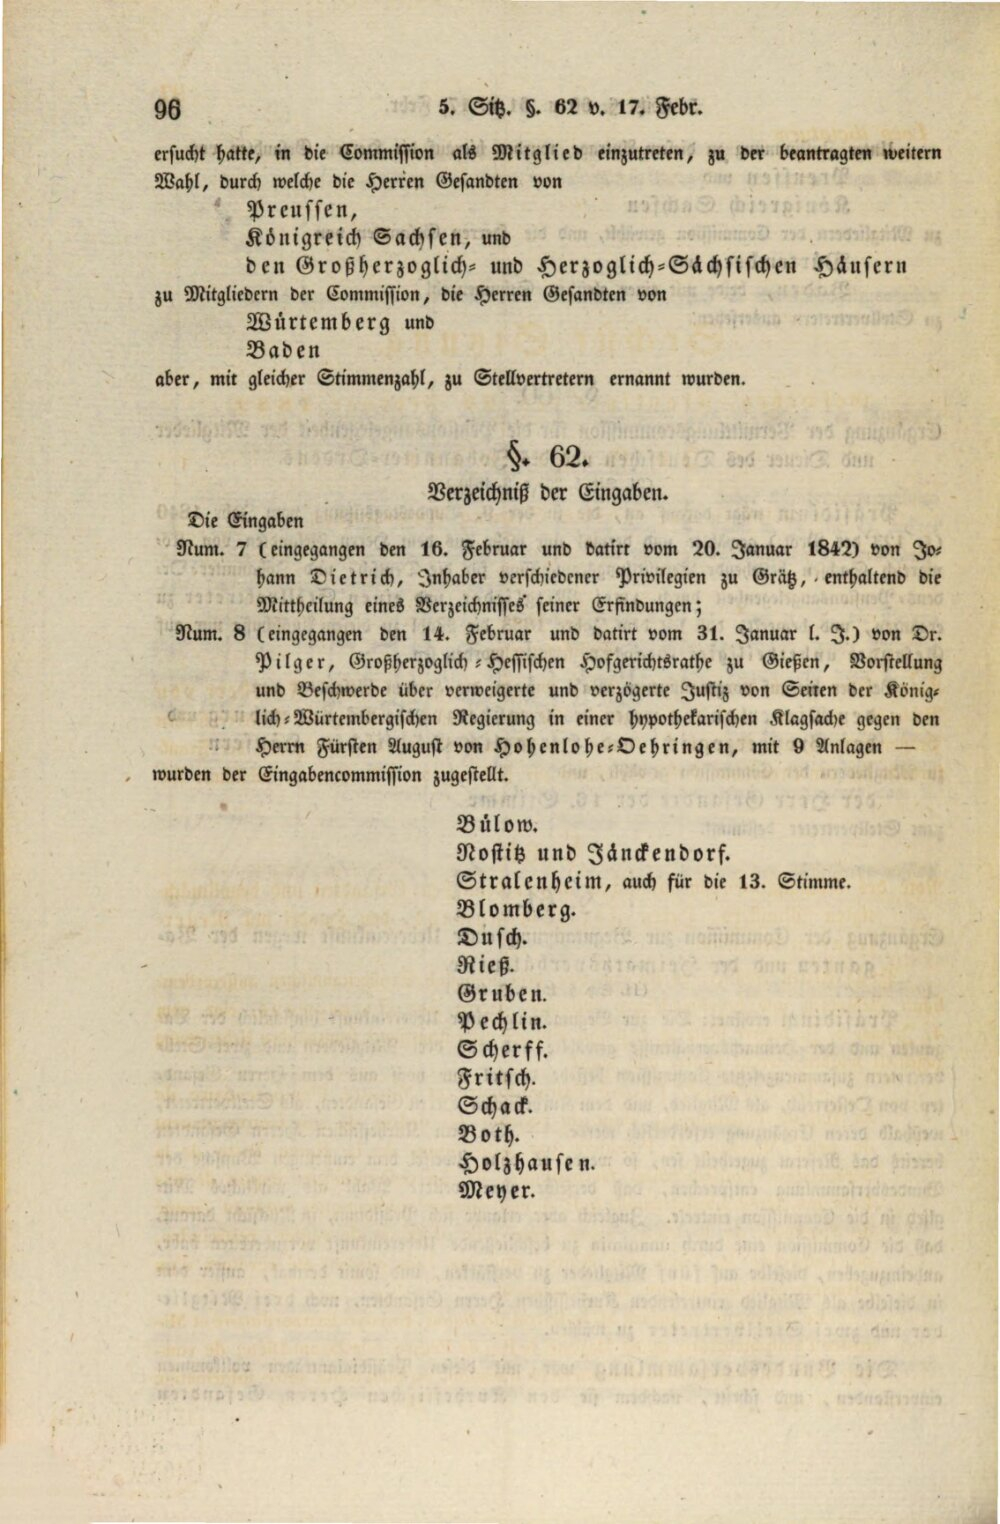 96
5. Sitz. §. 62 v. 17. Febr.
ersucht hatte, in die Commission als Mitglied einzutreten, zu der beantragten weitern
Wahl, durch welche die Herren Gesandten von
Preussen,
Königreich Sachsen, und
den Großherzoglich- und Herzoglich-Sächsischen Häusern
zu Mitgliedern der Commission, die Herren Gesandten von
Würtemberg und
Baden
aber, mit gleicher Stimmenzahl, zu Stellvertretern ernannt wurden.
§. 62.
Verzeichniß der Eingaben.
Die Eingaben
Num. 7 (eingegangen den 16. Februar und datirt vom 20. Januar 1842) von Jo-
hann Dietrich, Inhaber verschiedener Privilegien zu Grätz, enthaltend die
Mittheilung eines Verzeichnisses seiner Erfindungen;
Num. 8 (eingegangen den 14. Februar und datirt vom 31. Januar l. J.) von Dr.
Pilger, Großherzoglich-Hessischen Hofgerichtsrathe zu Gießen, Vorstellung
und Beschwerde über verweigerte und verzögerte Justiz von Seiten der König-
lich-Würtembergischen Regierung in einer hypothekarischen Klagsache gegen den
Herrn Fürsten August von Hohenlohe-Oehringen, mit 9 Anlagen —
wurden der Eingabencommission zugestellt.
Bülow.
Nostitz und Jänckendorf.
Stralenheim, auch für die 13. Stimme.
Blomberg.
Dusch.
Rieß.
Gruben.
Pechlin.
Scherff.
Fritsch.
Schack.
Both.
Holzhausen.
Meyer.